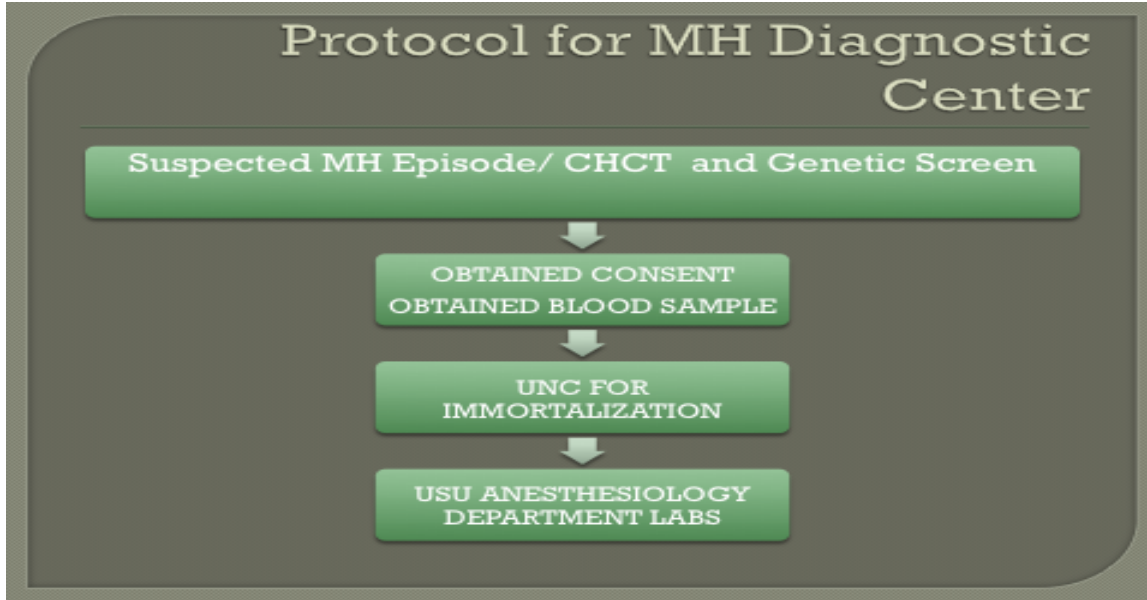 Protocol for MH Diagnostic
Center
Suspected MH Episode/ CHCT and Genetic Screen
OBTAINED CONSENT
OBTAINED BLOOD SAMPLE
UNC FOR
IMMORTALIZATION
USU ANESTHESIOLOGY
DEPARTMENT LABS